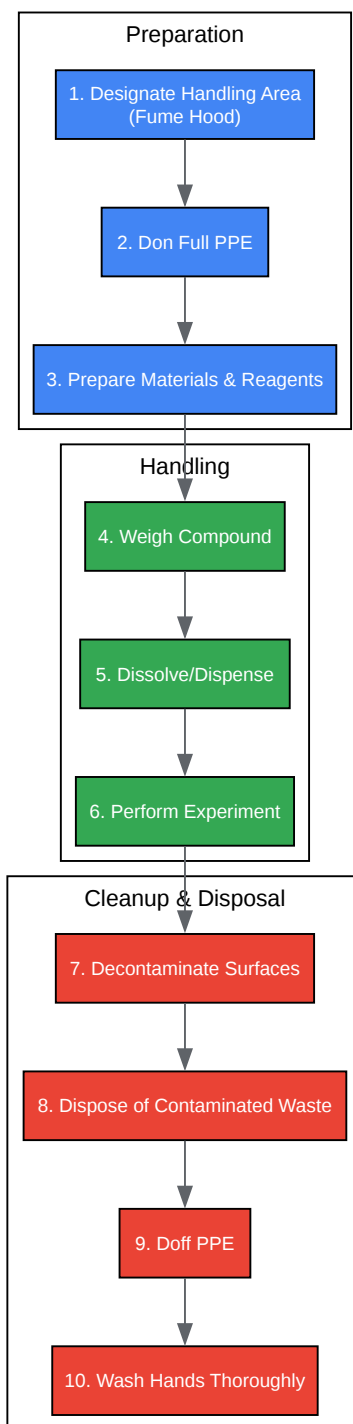 Preparation
1. Designate Handling Area
(Fume Hood)
2. Don Full PPE
3. Prepare Materials & Reagents
Handling
4. Weigh Compound
5. Dissolve/Dispense
6. Perform Experiment
Cleanup & Disposal
7. Decontaminate Surfaces
8. Dispose of Contaminated Waste
9. Doff PPE
10. Wash Hands Thoroughly